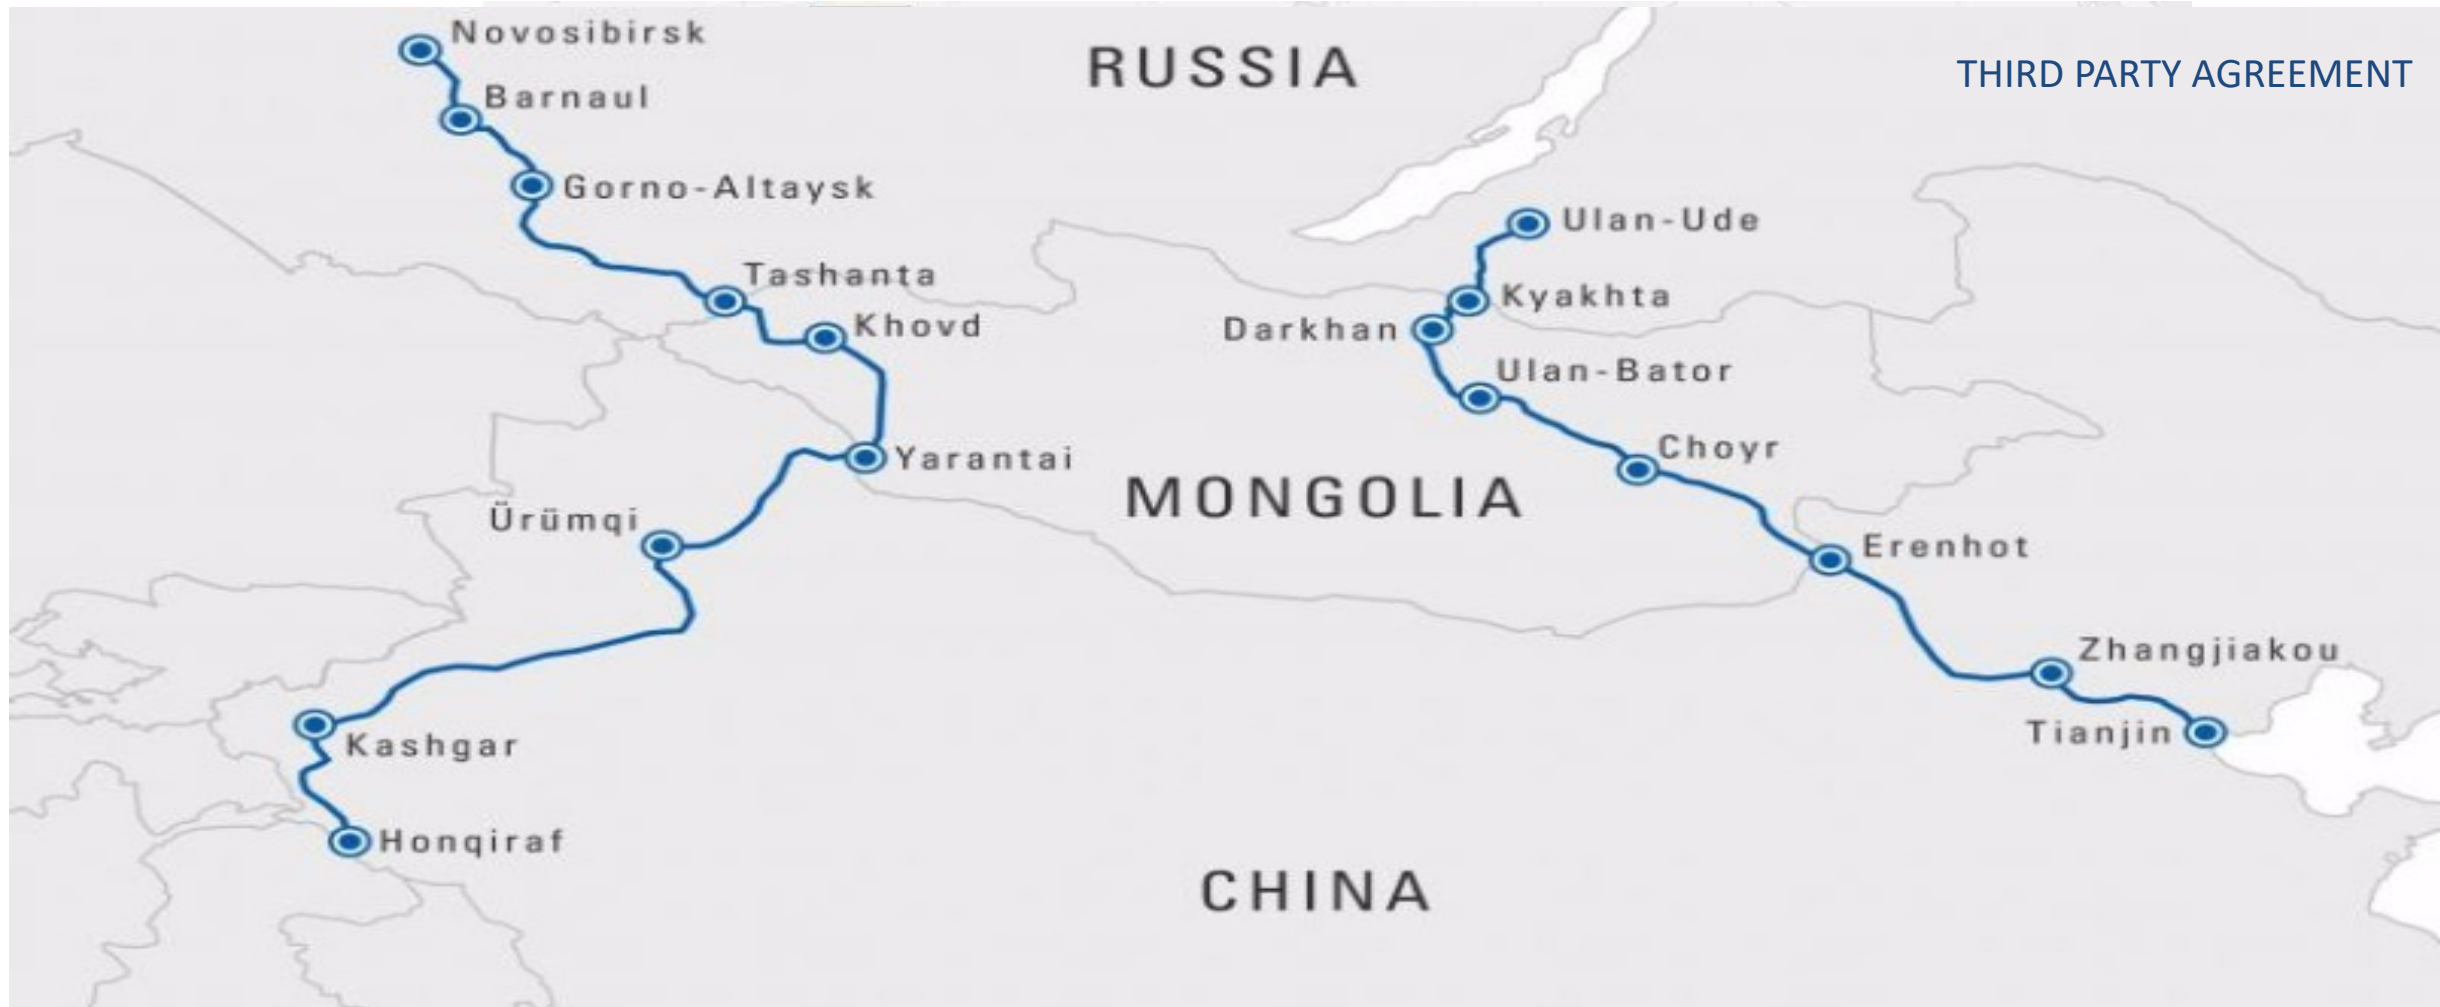 Novosibirsk
RUSSIA
THIRD PARTY AGREEMENT
Barnaul
Gorno-Altaysk
Ulan-Ude
Tashanta
Kyakhta
Khovd
Darkhan
Ulan-Bator
Choyr
Yarantai
MONGOLIA
Ürümqi
Erenhot
Zhangjiakou
Tianjin
Kashgar
Honqiraf
CHINA